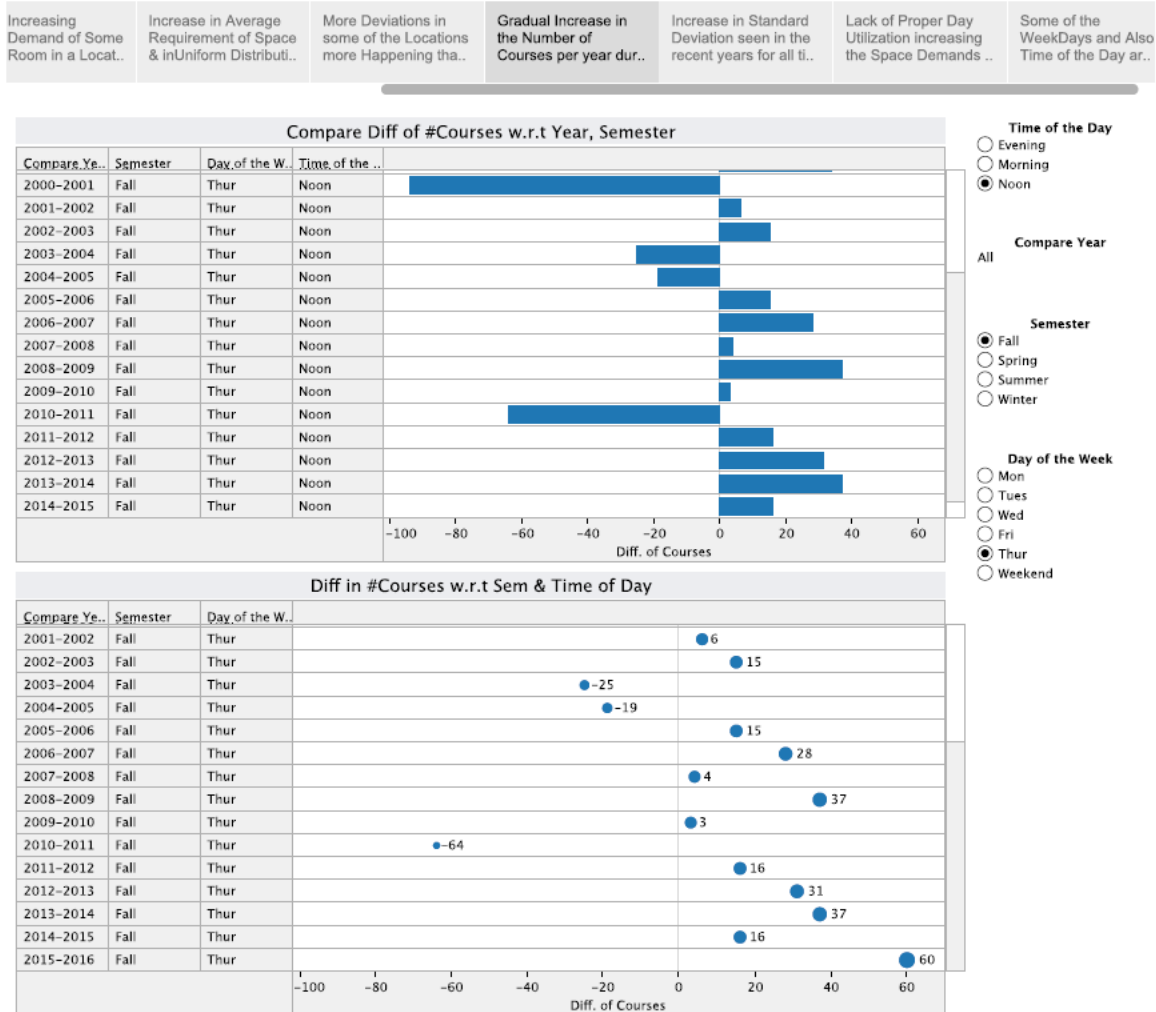 Increasing
Demand of Some
Room in a Locat..
Increase in Average
Requirement of Space
& inUniform Distributi..
More Deviations in
some of the Locations
more Happening tha..
Gradual Increase in
the Number of
Courses per year dur..
Increase in Standard
Deviation seen in the
recent years for all ti..
Lack of Proper Day
Utilization increasing
the Space Demands ..
Some of the
WeekDays and Also
Time of the Day ar..
Compare Diff of #Courses w.r.t Year, Semester
Compare Ye.. Semester Day of the W.. Time of the ..
2000-2001 Fall Thur Noon
2001-2002 Fall Thur Noon
2002-2003 Fall Thur Noon
2003-2004 Fall Thur Noon
2004-2005 Fall Thur Noon
2005-2006 Fall Thur Noon
2006-2007 Fall Thur Noon
2007-2008 Fall Thur Noon
2008-2009 Fall Thur Noon
2009-2010 Fall Thur Noon
2010-2011 Fall Thur Noon
2011-2012 Fall Thur Noon
2012-2013 Fall Thur Noon
2013-2014 Fall Thur Noon
2014-2015 Fall Thur Noon
-100 -80 -60 -40 -20 0 20 40 60
Diff. of Courses
Time of the Day
Evening
Morning
Noon
Compare Year
All
Semester
Fall
Spring
Summer
Winter
Day of the Week
Mon
Tues
Wed
Fri
Thur
Weekend
Diff in #Courses w.r.t Sem & Time of Day
Compare Ye.. Semester Day of the W..
2001-2002 Fall Thur 6
2002-2003 Fall Thur 15
2003-2004 Fall Thur -25
2004-2005 Fall Thur -19
2005-2006 Fall Thur 15
2006-2007 Fall Thur 28
2007-2008 Fall Thur 4
2008-2009 Fall Thur 37
2009-2010 Fall Thur 3
2010-2011 Fall Thur -64
2011-2012 Fall Thur 16
2012-2013 Fall Thur 31
2013-2014 Fall Thur 37
2014-2015 Fall Thur 16
2015-2016 Fall Thur 60
-100 -80 -60 -40 -20 0 20 40 60
Diff. of Courses